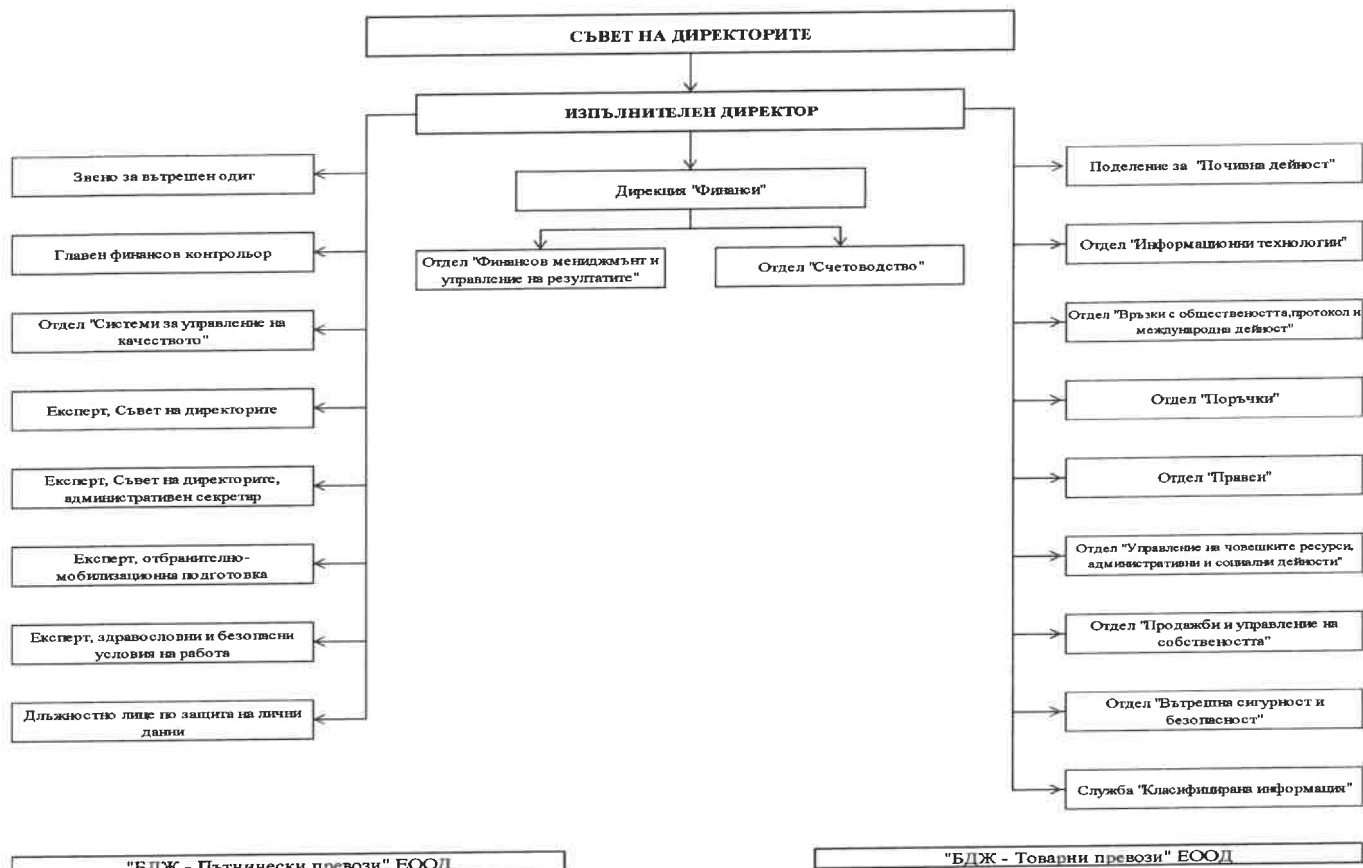 СЪВЕТ НА ДИРЕКТОРИТЕ
ИЗПЪЛНИТЕЛЕН ДИРЕКТОР
Дирекция "Финанси"
Отдел "Финансов мениджмънт и
управление на резултатите"
Отдел "Счетоводство"
Звено за вътрешен одит
Главен финансов контрольор
Отдел "Системи за управление на
качеството"
Експерт, Съвет на директорите
Експерт, Съвет на директорите,
административен секретар
Експерт, отбранително-
мобилизационна подготовка
Експерт, здравословни и безопасни
условия на работа
Длъжностно лице по защита на лични
данни
Поделение за "Почивна дейност"
Отдел "Информационни технологии"
Отдел "Връзки с обществеността,протокол и
международна дейност"
Отдел "Поръчки"
Отдел "Правен"
Отдел "Управление на човешките ресурси,
административни и социални дейности"
Отдел "Продажби и управление на
собствеността"
Отдел "Вътрешна сигурност и
безопасност"
Служба "Класифицирана информация"
"БДЖ - Пътнически превози" ЕООД
"БДЖ - Товарни превози" ЕООД